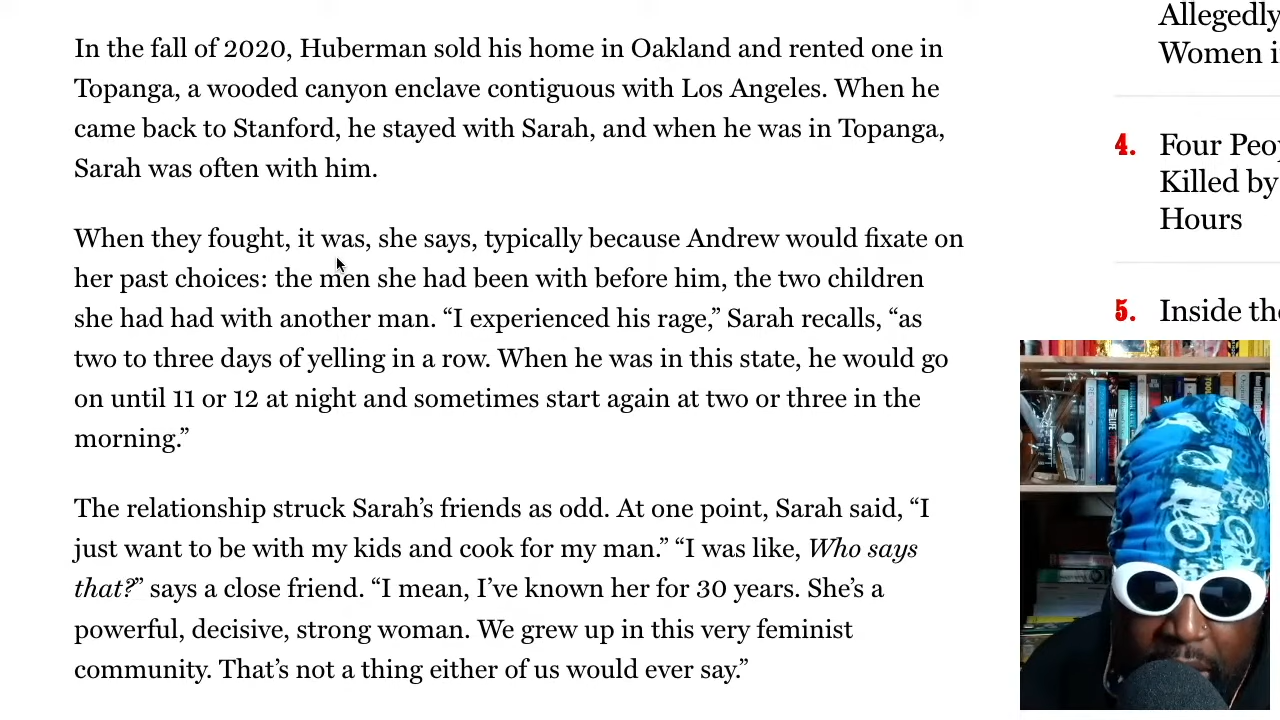 In the fall of 2020, Huberman sold his home in Oakland and rented one in
Topanga, a wooded canyon enclave contiguous with Los Angeles. When he
came back to Stanford, he stayed with Sarah, and when he was in Topanga,
Sarah was often with him.
When they fought, it was, she says, typically because Andrew would fixate on
her past choices: the men she had been with before him, the two children
she had had with another man. “I experienced his rage,” Sarah recalls, “as
two to three days of yelling in a row. When he was in this state, he would go
on until 11 or 12 at night and sometimes start again at two or three in the
morning.”
The relationship struck Sarah’s friends as odd. At one point, Sarah said, “I
just want to be with my kids and cook for my man.” “I was like, Who says
that?” says a close friend. “I mean, I’ve known her for 30 years. She’s a
powerful, decisive, strong woman. We grew up in this very feminist
community. That’s not a thing either of us would ever say.”
Allegedly
Women i
4. Four Peo
Killed by
Hours
5. Inside the